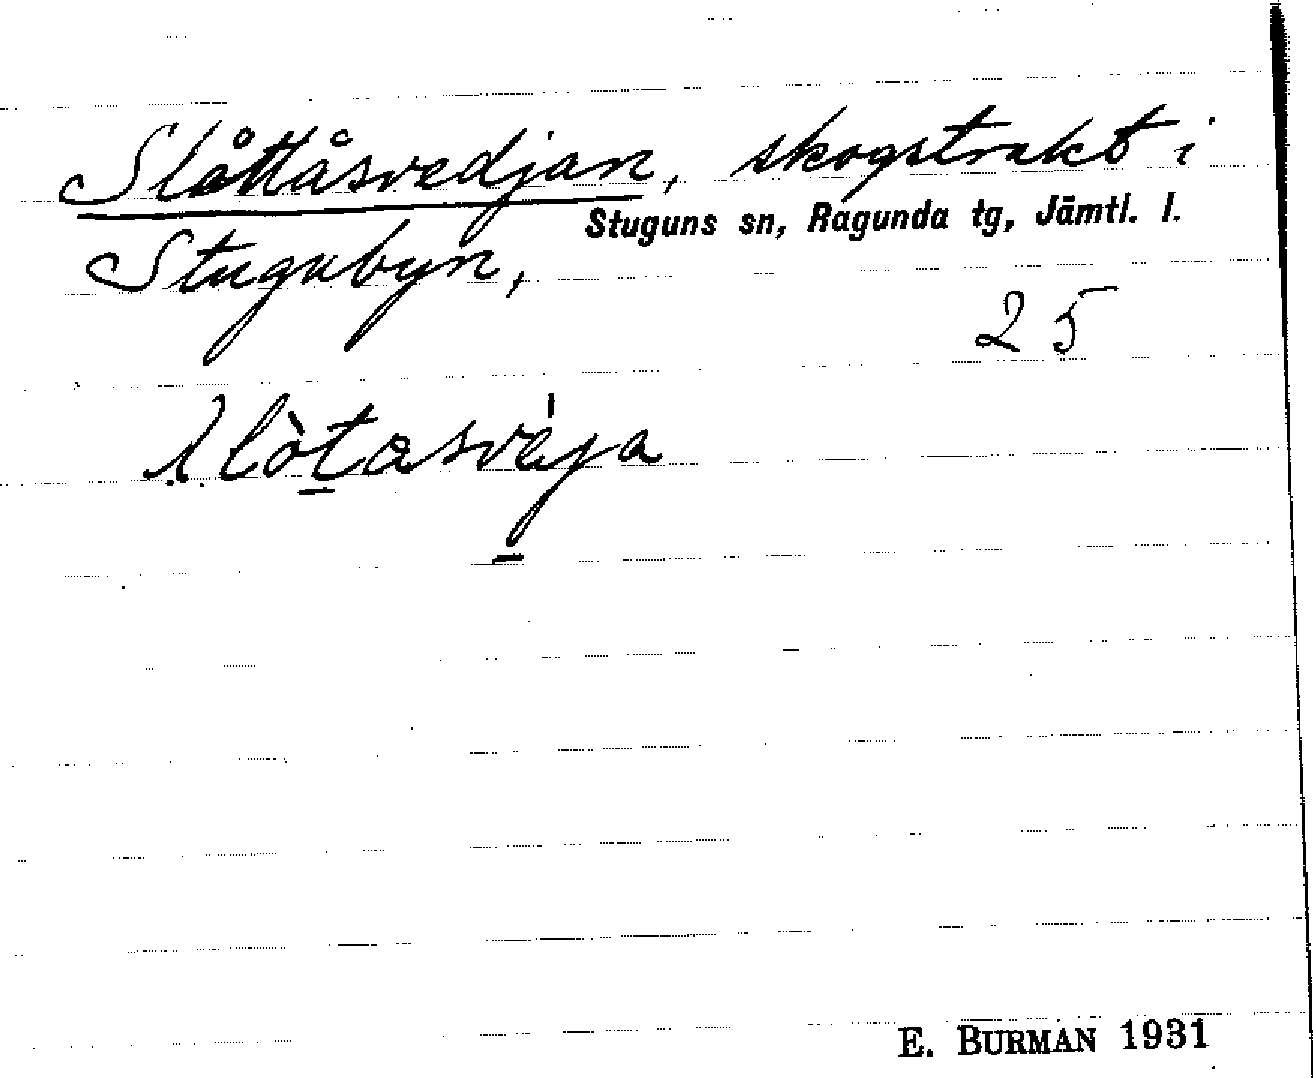 Slåttåsvedjan, skogstrakt i
Stuguns sn, Ragunda tg, Jämtl. l.
Stugubyn,
25
E. BURMAN 1931